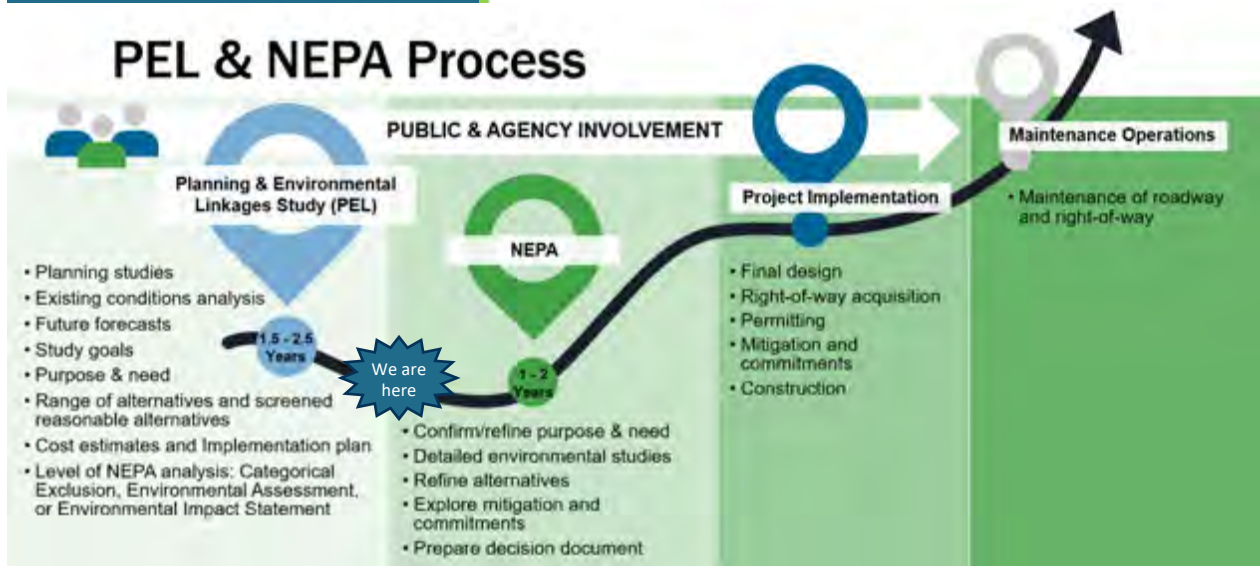 PEL & NEPA Process
PUBLIC & AGENCY INVOLVEMENT
Planning & Environmental
Linkages Study (PEL)
1.5 - 2.5
Years
• Planning studies
• Existing conditions analysis
• Future forecasts
• Study goals
• Purpose & need
• Range of alternatives and screened
reasonable alternatives
• Cost estimates and Implementation plan
• Level of NEPA analysis: Categorical
Exclusion, Environmental Assessment,
or Environmental Impact Statement
We are
here
NEPA
1 - 2
Years
• Confirm/refine purpose & need
• Detailed environmental studies
• Refine alternatives
• Explore mitigation and
commitments
• Prepare decision document
Project Implementation
• Final design
• Right-of-way acquisition
• Permitting
• Mitigation and
commitments
• Construction
Maintenance Operations
• Maintenance of roadway
and right-of-way